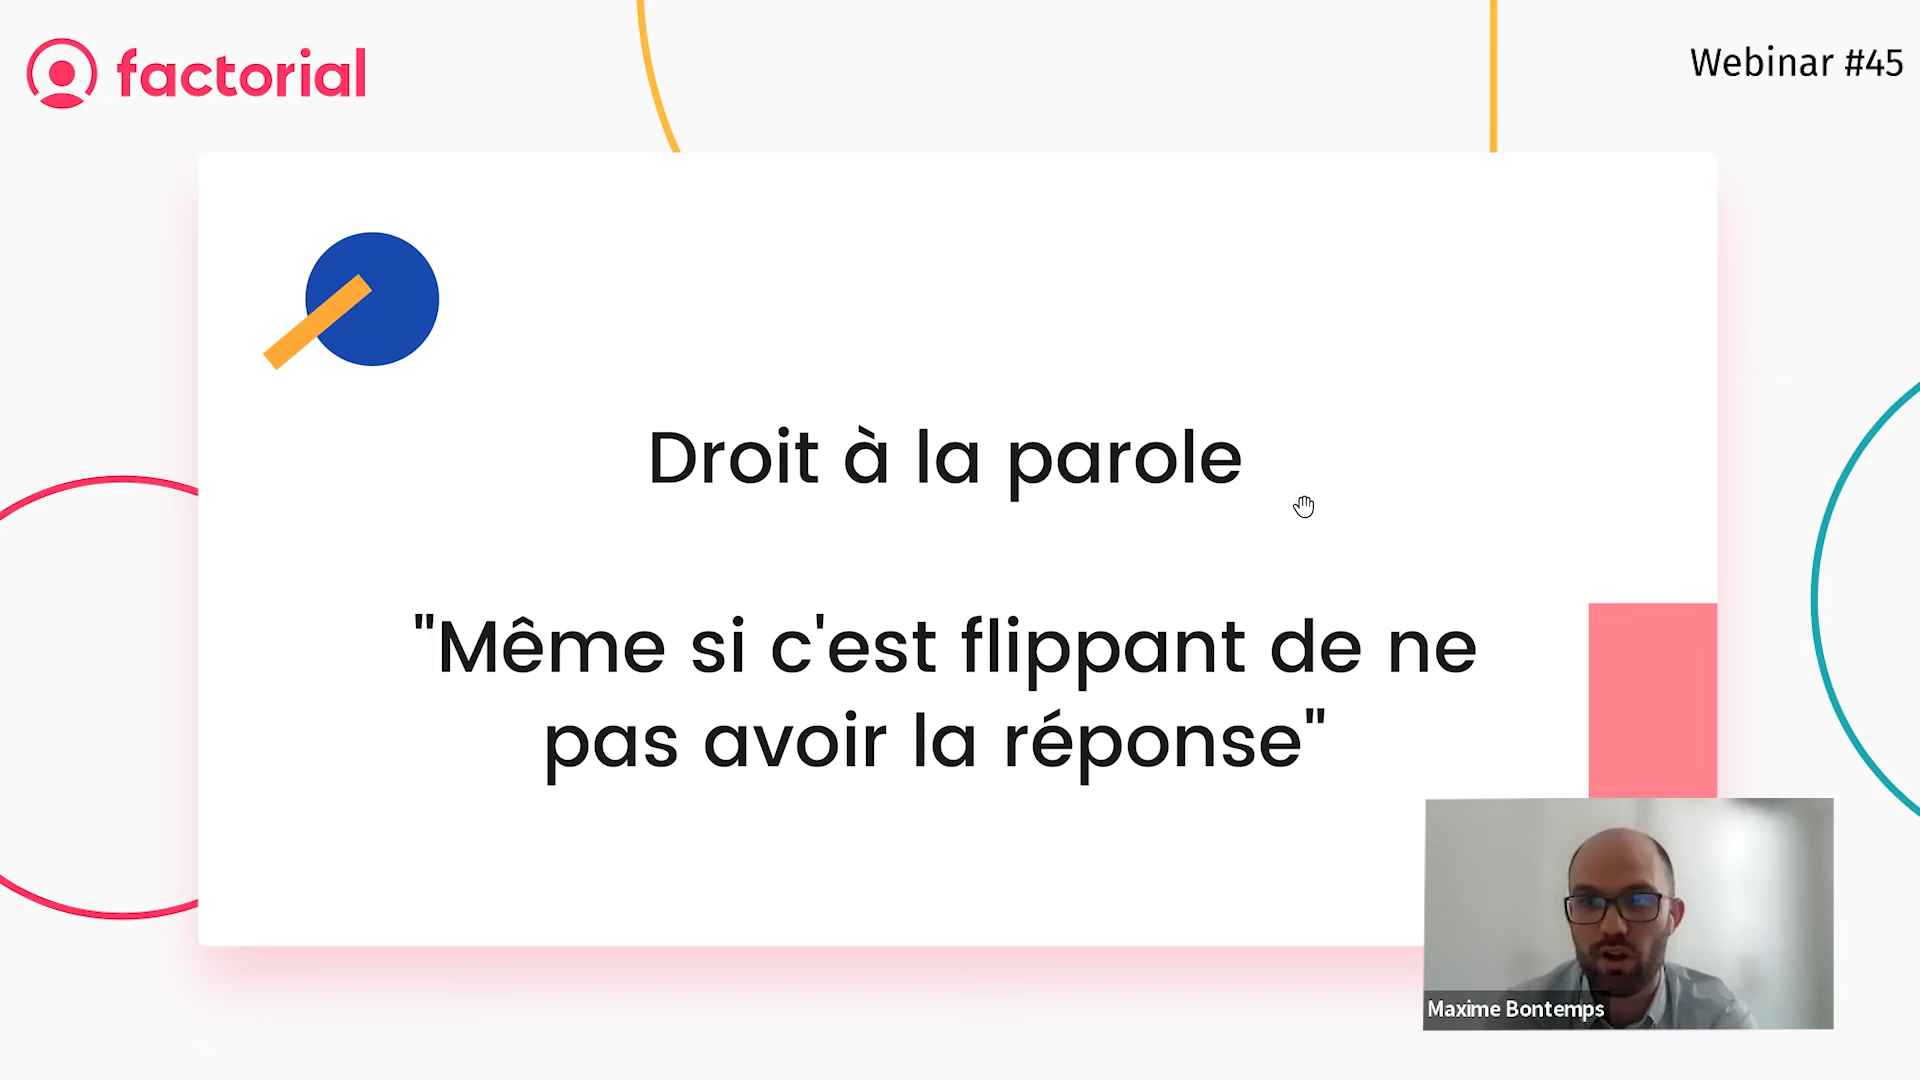 factorial
Webinar #45
Droit à la parole
"Même si c'est flippant de ne
pas avoir la réponse"
Maxime Bontemps